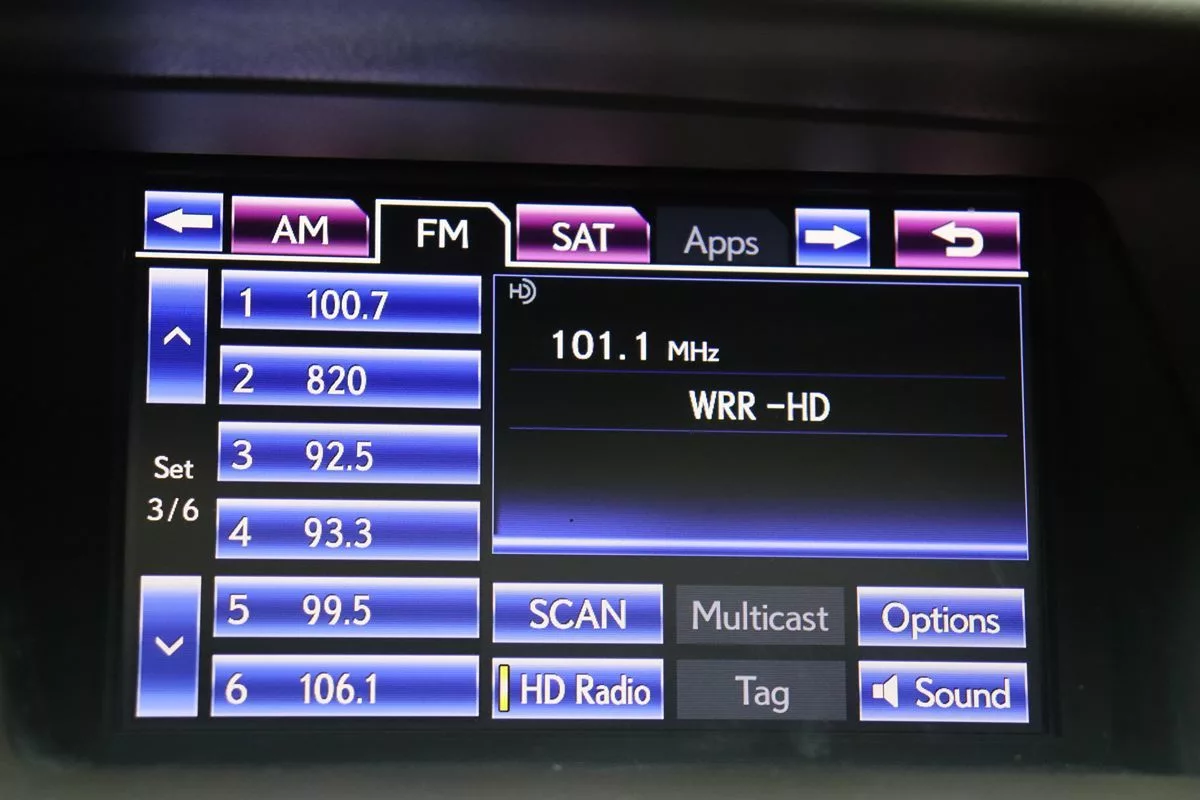 AM FM SAT Apps
1 100.7
2 820
3 92.5
4 93.3
5 99.5
6 106.1
Set
3/6
HD
101.1 MHz
WRR -HD
SCAN Multicast Options
HD Radio Tag Sound